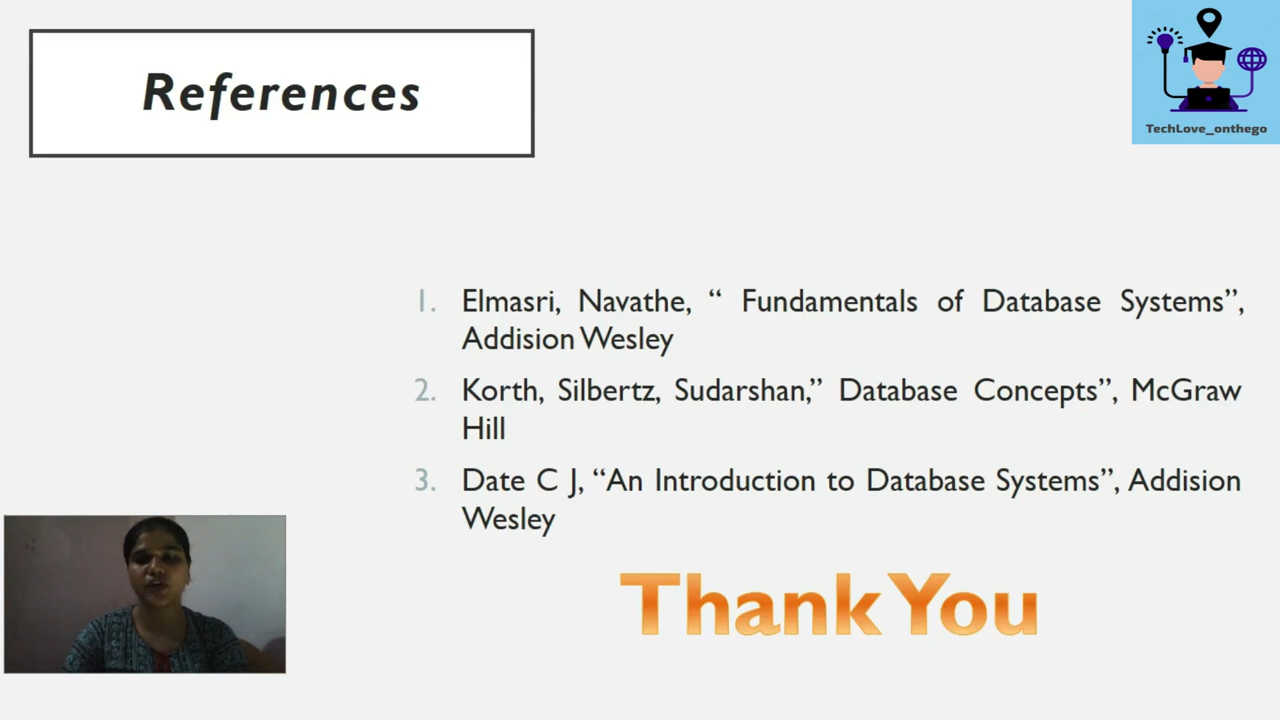 References
TechLove_onthego
1. Elmasri, Navathe, “ Fundamentals of Database Systems”,
Addision Wesley
2. Korth, Silbertz, Sudarshan,” Database Concepts”, McGraw
Hill
3. Date C J, “An Introduction to Database Systems”, Addision
Wesley
Thank You